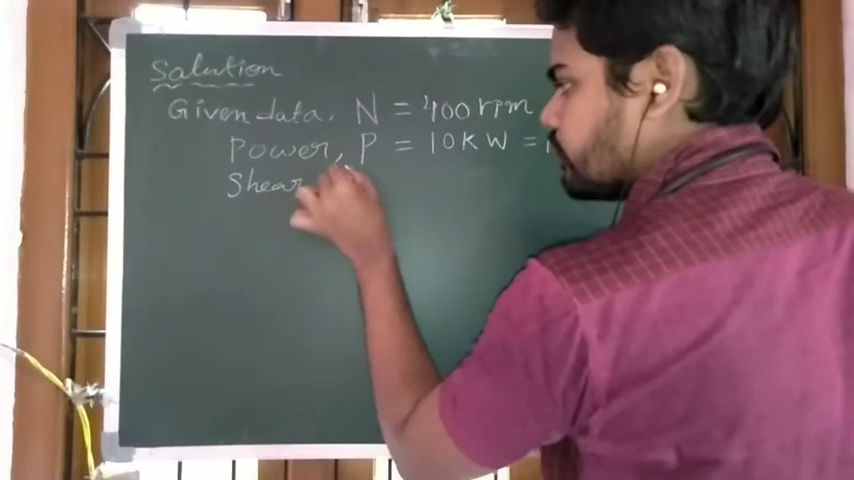 Solution
Given data. N = 400 rpm
Power, P = 10 KW =
Shear